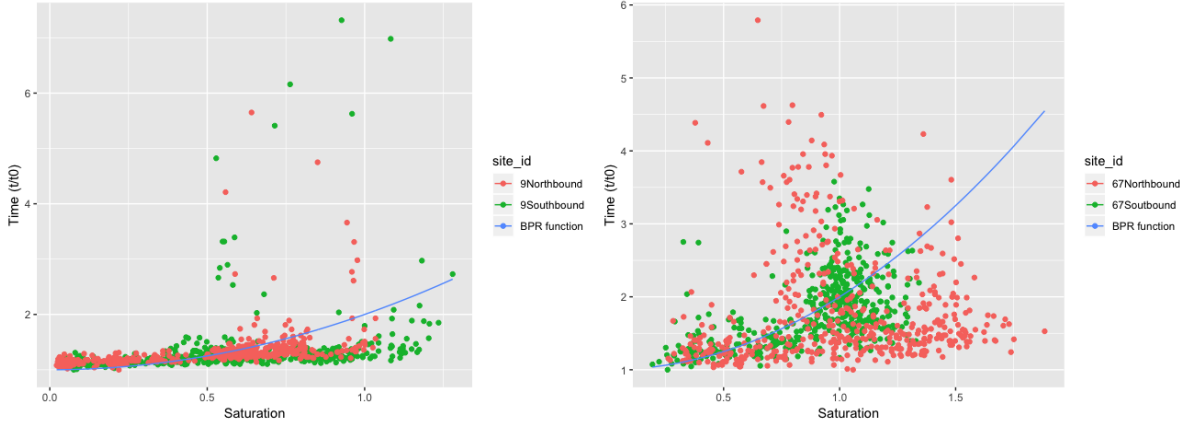 6
4
2
Time (t/t0)
0.0
0.5
1.0
Saturation
site_id
9Northbound
9Southbound
BPR function
6
5
4
3
2
1
Time (t/t0)
0.5
1.0
1.5
Saturation
site_id
67Northbound
67Soutbound
BPR function